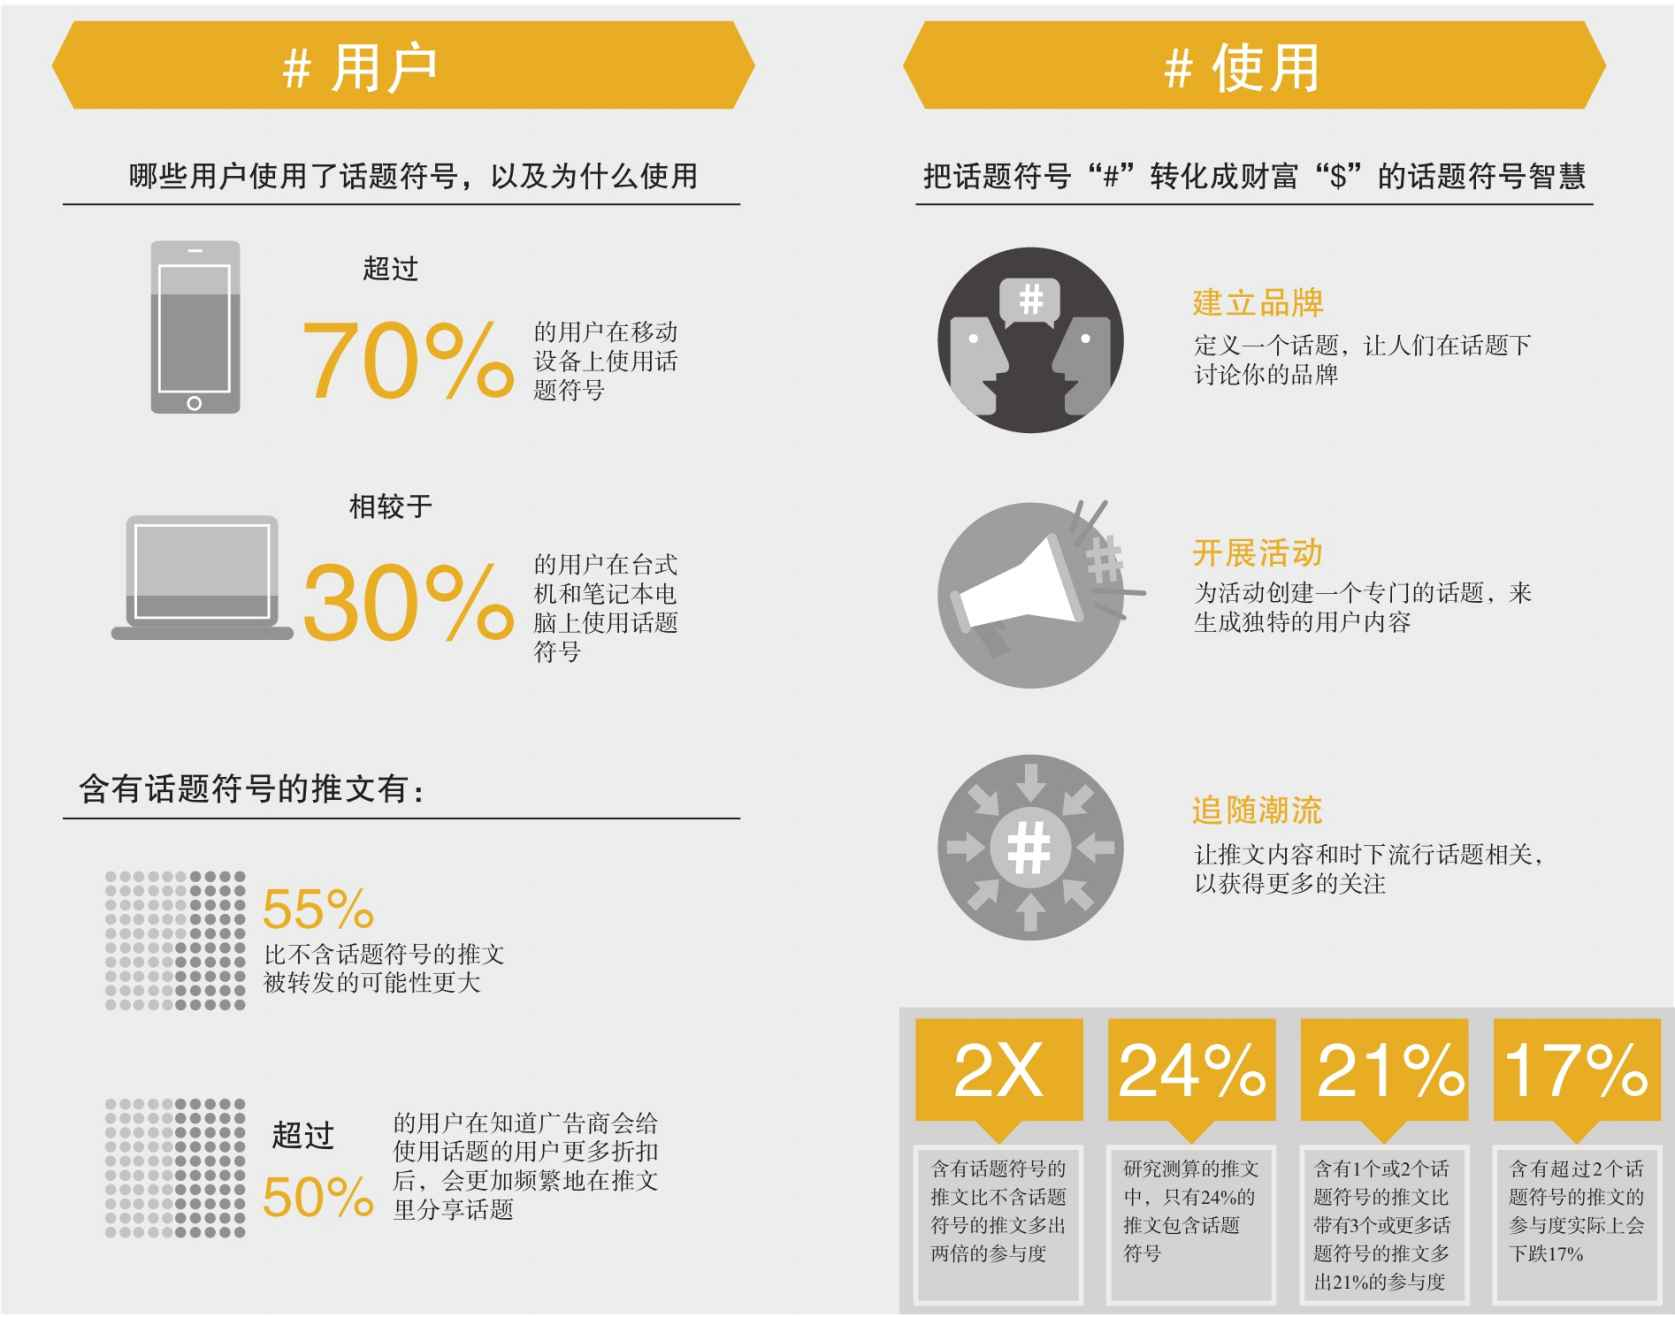 # 用户
哪些用户使用了话题符号，以及为什么使用
超过
70%
的用户在移动
设备上使用话
题符号
相较于
30%
的用户在台式
机和笔记本电
脑上使用话题
符号
含有话题符号的推文有：
55%
比不含话题符号的推文
被转发的可能性更大
超过
50%
的用户在知道广告商会给
使用话题的用户更多折扣
后，会更加频繁地在推文
里分享话题
# 使用
把话题符号“#”转化成财富“$”的话题符号智慧
#
建立品牌
定义一个话题，让人们在话题下
讨论你的品牌
#
开展活动
为活动创建一个专门的话题，来
生成独特的用户内容
#
追随潮流
让推文内容和时下流行话题相关，
以获得更多的关注
2X
含有话题符号的
推文比不含话题
符号的推文多出
两倍的参与度
24%
研究测算的推文
中，只有24%的
推文包含话题
符号
21%
含有1个或2个话
题符号的推文比
带有3个或更多话
题符号的推文多
出21%的参与度
17%
含有超过2个话
题符号的推文的
参与度实际上会
下跌17%